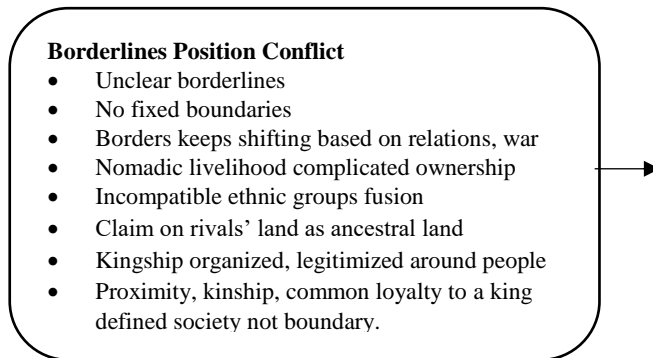 Borderlines Position Conflict
• Unclear borderlines
• No fixed boundaries
• Borders keeps shifting based on relations, war
• Nomadic livelihood complicated ownership
• Incompatible ethnic groups fusion
• Claim on rivals’ land as ancestral land
• Kingship organized, legitimized around people
• Proximity, kinship, common loyalty to a king
defined society not boundary.